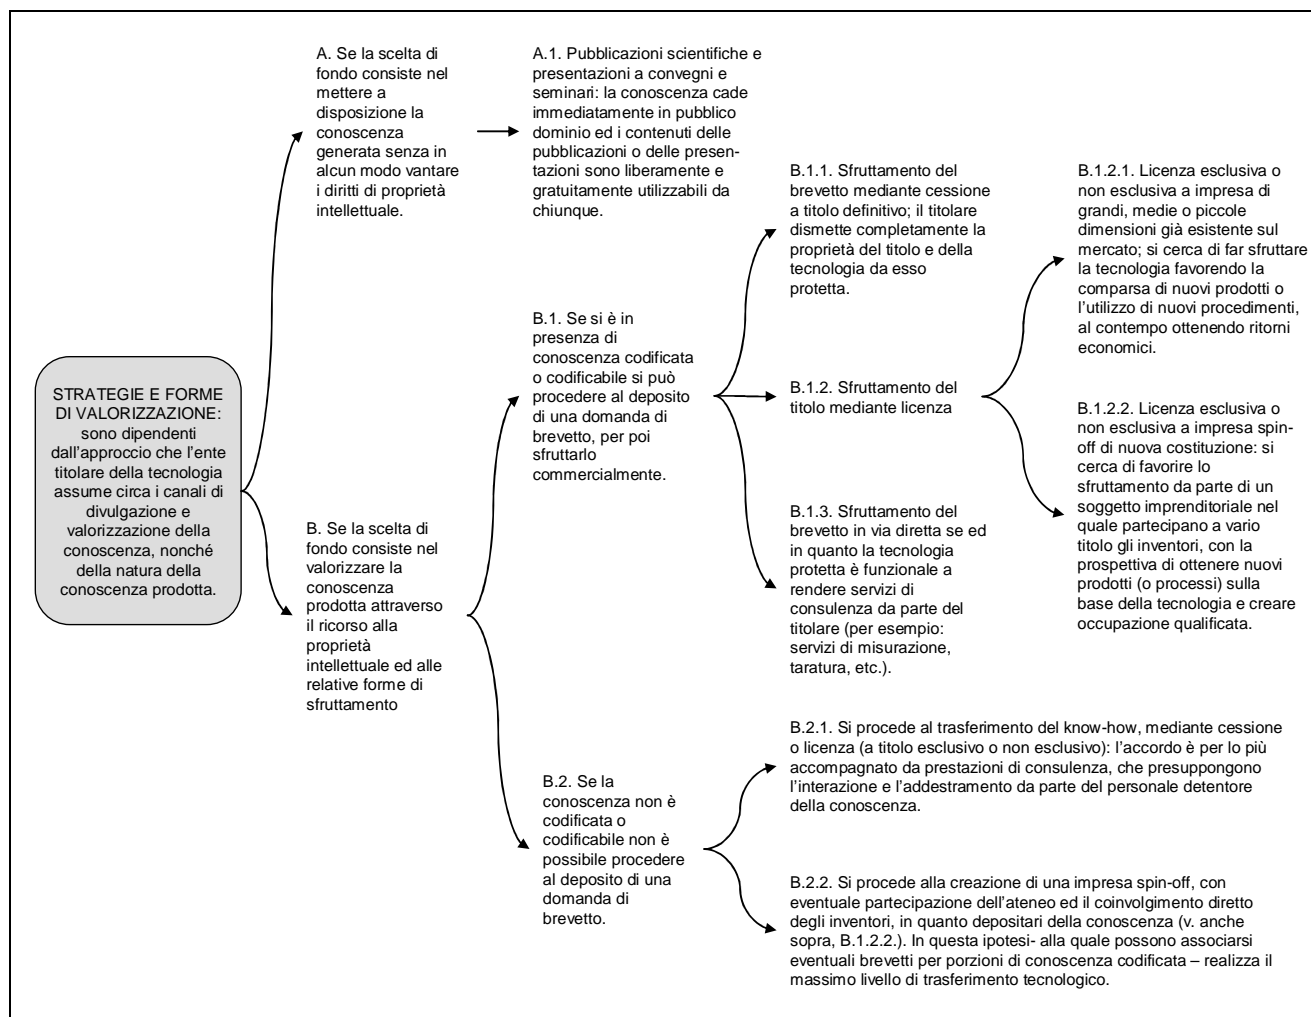 STRATEGIE E FORME
DI VALORIZZAZIONE:
sono dipendenti
dall'approccio che l'ente
titolare della tecnologia
assume circa i canali di
divulgazione e
valorizzazione della
conoscenza, nonché
della natura della
conoscenza prodotta.
A. Se la scelta di
fondo consiste nel
mettere a
disposizione la
conoscenza
generata senza in
alcun modo vantare
i diritti di proprietà
intellettuale.
A.1. Pubblicazioni scientifiche e
presentazioni a convegni e
seminari: la conoscenza cade
immediatamente in pubblico
dominio ed i contenuti delle
pubblicazioni o delle presen-
tazioni sono liberamente e
gratuitamente utilizzabili da
chiunque.
B. Se la scelta di
fondo consiste nel
valorizzare la
conoscenza
prodotta attraverso
il ricorso alla
proprietà
intellettuale ed alle
relative forme di
sfruttamento
B.1. Se si è in
presenza di
conoscenza codificata
o codificabile si può
procedere al deposito
di una domanda di
brevetto, per poi
sfruttarlo
commercialmente.
B.1.1. Sfruttamento del
brevetto mediante cessione
a titolo definitivo; il titolare
dismette completamente la
proprietà del titolo e della
tecnologia da esso
protetta.
B.1.2. Sfruttamento del
titolo mediante licenza
B.1.2.1. Licenza esclusiva o
non esclusiva a impresa di
grandi, medie o piccole
dimensioni già esistente sul
mercato; si cerca di far sfruttare
la tecnologia favorendo la
comparsa di nuovi prodotti o
l'utilizzo di nuovi procedimenti,
al contempo ottenendo ritorni
economici.
B.1.2.2. Licenza esclusiva o
non esclusiva a impresa spin-
off di nuova costituzione: si
cerca di favorire lo
sfruttamento da parte di un
soggetto imprenditoriale nel
quale partecipano a vario
titolo gli inventori, con la
prospettiva di ottenere nuovi
prodotti (o processi) sulla
base della tecnologia e creare
occupazione qualificata.
B.1.3. Sfruttamento del
brevetto in via diretta se ed
in quanto la tecnologia
protetta è funzionale a
rendere servizi di
consulenza da parte del
titolare (per esempio:
servizi di misurazione,
taratura, etc.).
B.2. Se la
conoscenza non è
codificata o
codificabile non è
possibile procedere
al deposito di una
domanda di
brevetto.
B.2.1. Si procede al trasferimento del know-how, mediante cessione
o licenza (a titolo esclusivo o non esclusivo): l'accordo è per lo più
accompagnato da prestazioni di consulenza, che presuppongono
l'interazione e l'addestramento da parte del personale detentore
della conoscenza.
B.2.2. Si procede alla creazione di una impresa spin-off, con
eventuale partecipazione dell'ateneo ed il coinvolgimento diretto
degli inventori, in quanto depositari della conoscenza (v. anche
sopra, B.1.2.2.). In questa ipotesi- alla quale possono associarsi
eventuali brevetti per porzioni di conoscenza codificata – realizza il
massimo livello di trasferimento tecnologico.